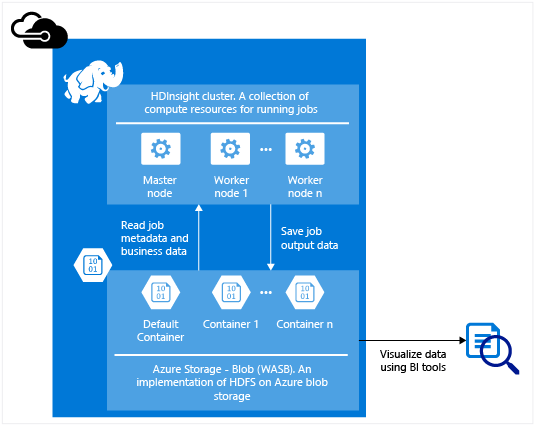 HDInsight cluster. A collection of
compute resources for running jobs
Master
node
Worker
node 1
...
Worker
node n
Read job
metadata and
business data
Save job
output data
10
01
10
01
Default
Container
10
01
Container 1
...
10
01
Container n
Azure Storage - Blob (WASB). An
implementation of HDFS on Azure blob
storage
Visualize data
using BI tools